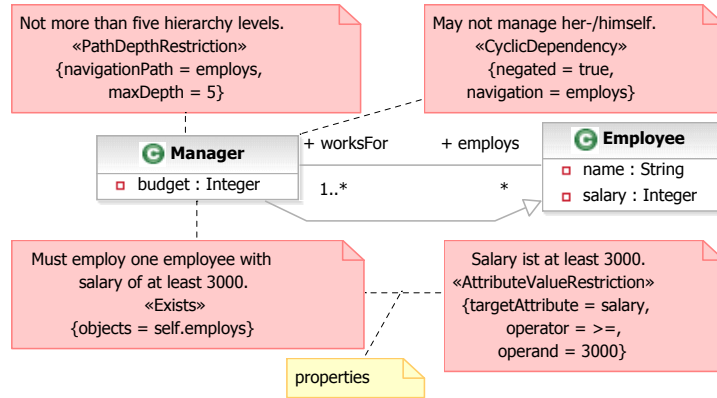 Not more than five hierarchy levels.
«PathDepthRestriction»
{navigationPath = employs,
maxDepth = 5}
May not manage her-/himself.
«CyclicDependency»
{negated = true,
navigation = employs}
C Manager
budget : Integer
+ worksFor
+ employs
1..*
*
C Employee
name : String
salary : Integer
Must employ one employee with
salary of at least 3000.
«Exists»
{objects = self.employs}
Salary ist at least 3000.
«AttributeValueRestriction»
{targetAttribute = salary,
operator = >=,
operand = 3000}
properties